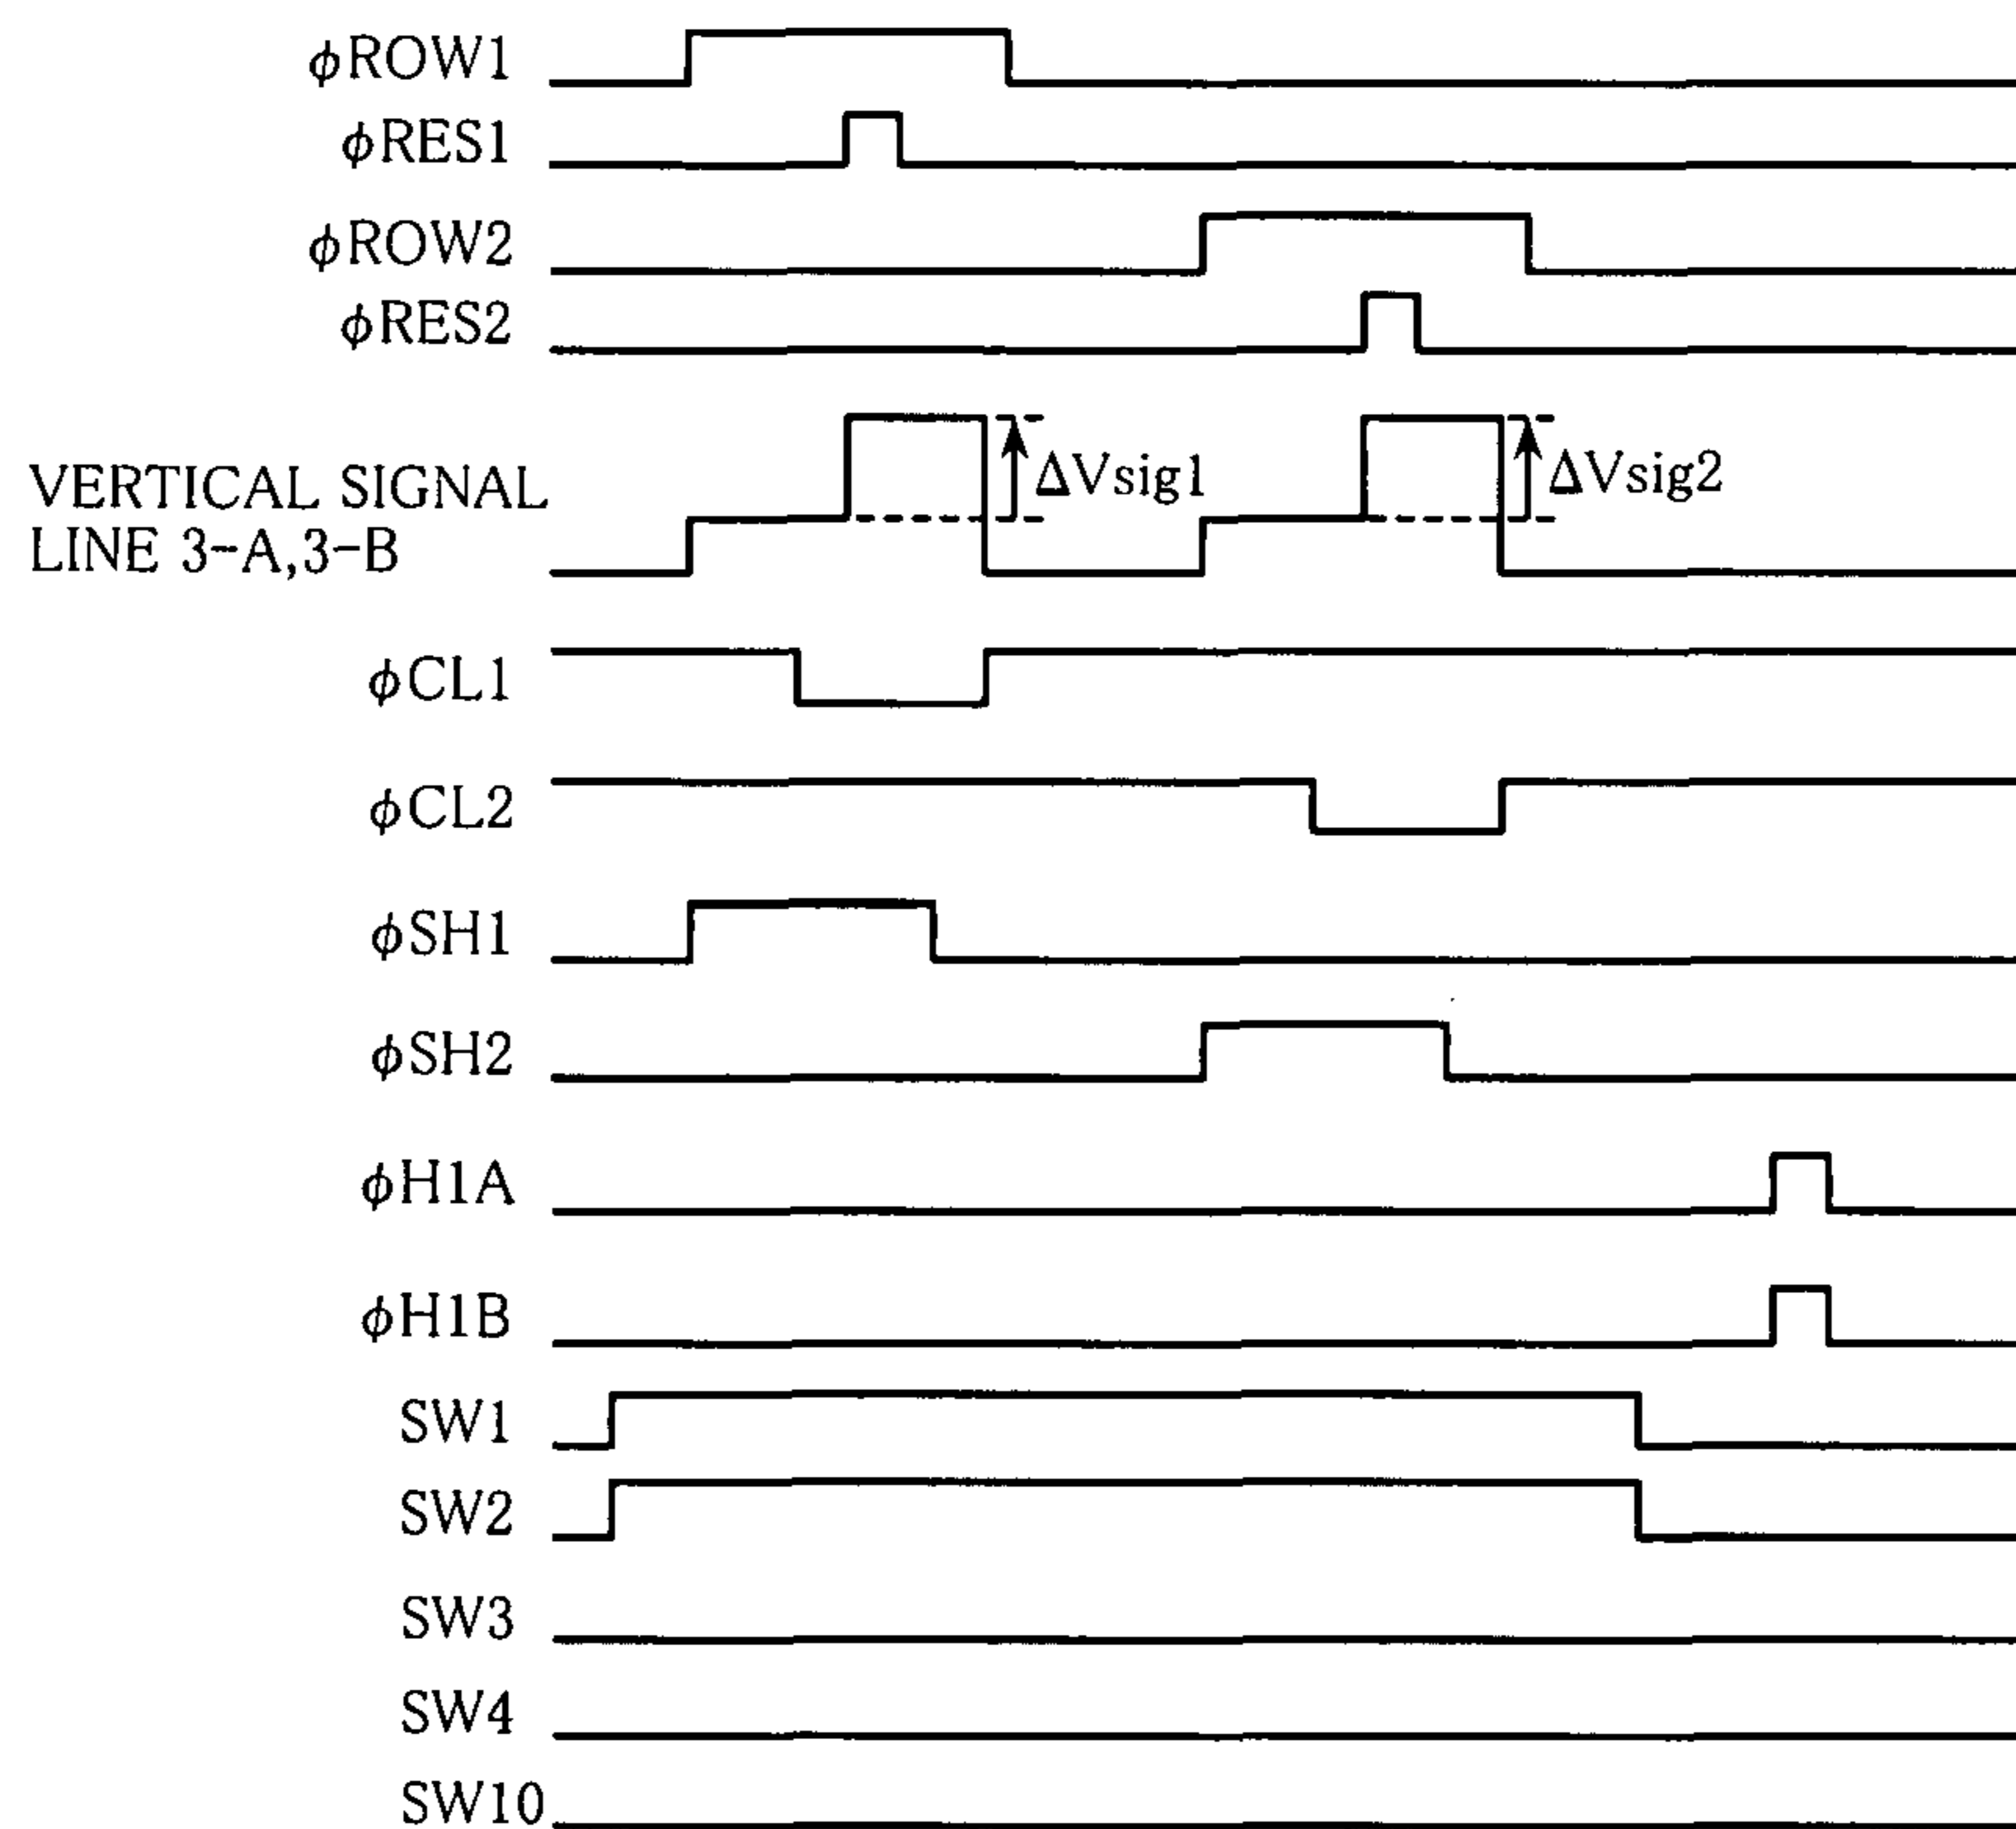 ϕROW1
ϕRES1
ϕROW2
ϕRES2
ΔVsig1
ΔVsig2
VERTICAL SIGNAL
LINE 3-A,3-B
ϕCL1
ϕCL2
ϕSH1
ϕSH2
ϕH1A
ϕH1B
SW1
SW2
SW3
SW4
SW10